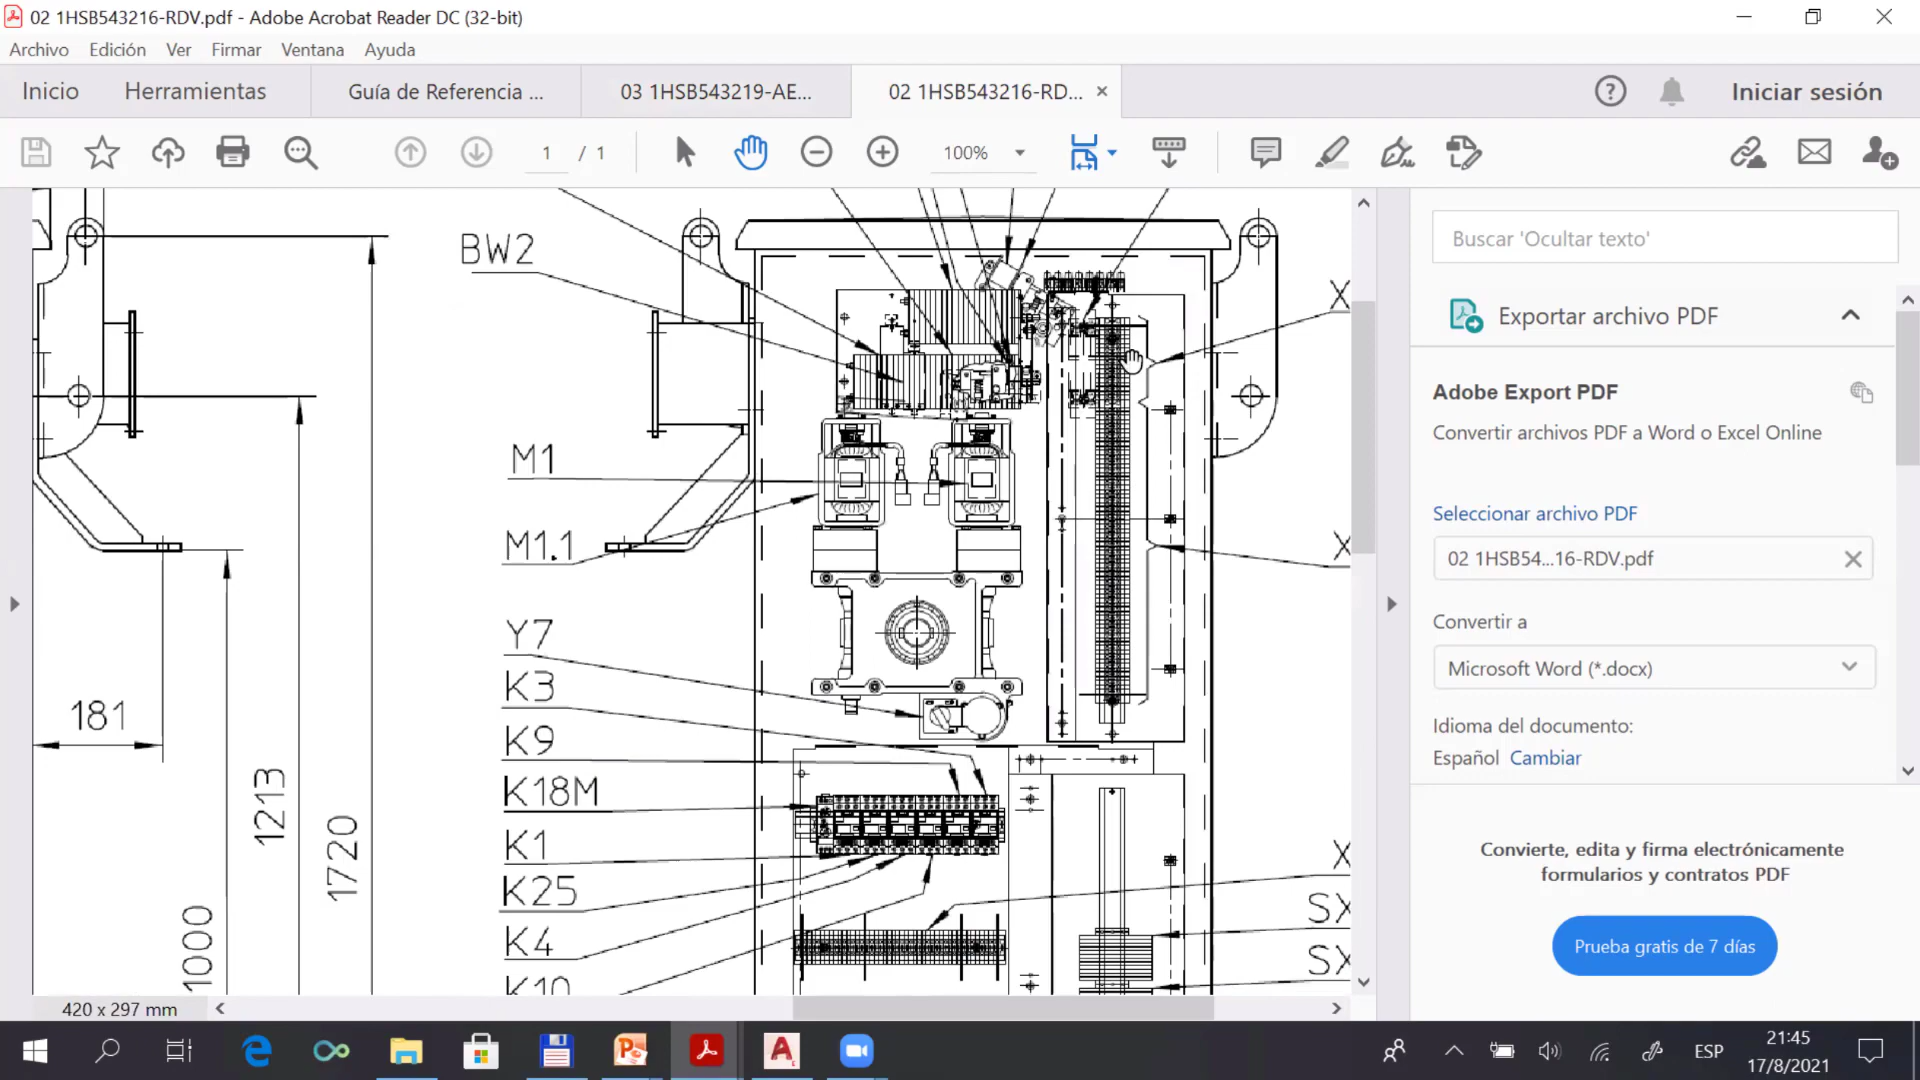 02 1HSB543216-RDV.pdf - Adobe Acrobat Reader DC (32-bit)
Archivo Edición Ver Firmar Ventana Ayuda
Inicio Herramientas Guía de Referencia ... 03 1HSB543219-AE... 02 1HSB543216-RD... Iniciar sesión
1 / 1 100%
BW2
M1
M1.1
Y7
K3
K9
K18M
K1
K25
K4
K10
X
X
X
SX
SX
181
1213
1720
1000
420 x 297 mm
Buscar 'Ocultar texto'
Exportar archivo PDF
Adobe Export PDF
Convertir archivos PDF a Word o Excel Online
Seleccionar archivo PDF
02 1HSB54...16-RDV.pdf
Convertir a
Microsoft Word (*.docx)
Idioma del documento:
Español Cambiar
Convierte, edita y firma electrónicamente
formularios y contratos PDF
Prueba gratis de 7 días
ESP
21:45
17/8/2021